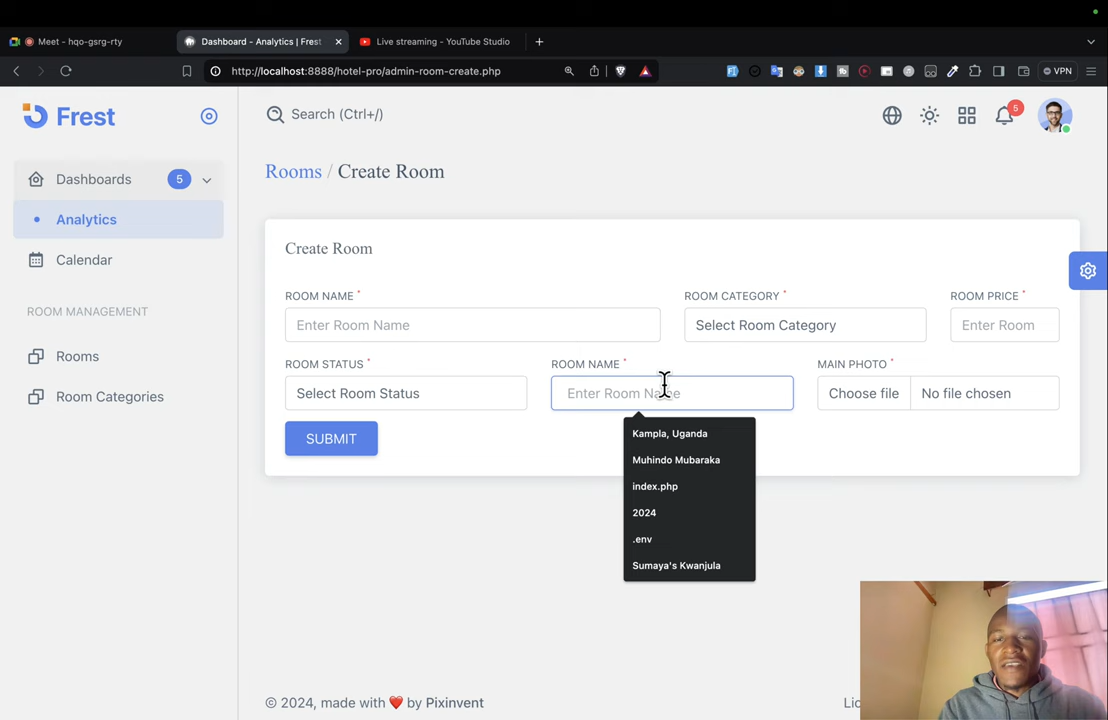 Meet - hqo-gsrg-rty
Dashboard - Analytics | Frest
Live streaming - YouTube Studio
http://localhost:8888/hotel-pro/admin-room-create.php
VPN
Frest
Search (Ctrl+/)
5
Dashboards
5
Analytics
Calendar
ROOM MANAGEMENT
Rooms
Room Categories
Rooms / Create Room
Create Room
ROOM NAME *
ROOM CATEGORY *
ROOM PRICE *
Enter Room Name
Select Room Category
Enter Room
ROOM STATUS *
ROOM NAME *
MAIN PHOTO *
Select Room Status
Enter Room Name
Choose file
No file chosen
SUBMIT
Kampla, Uganda
Muhindo Mubaraka
index.php
2024
.env
Sumaya's Kwanjula
© 2024, made with ❤️ by Pixinvent